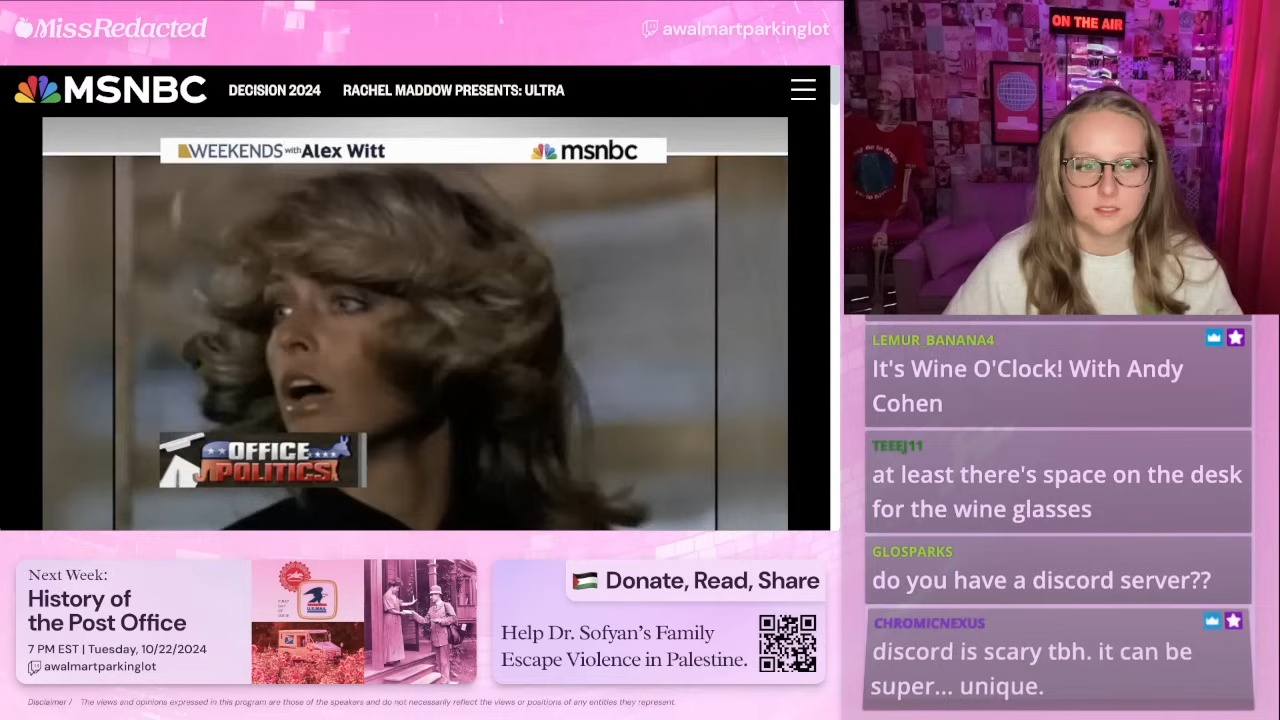 MissRedacted
awalmartparkinglot
ON THE AIR
MSNBC
DECISION 2024
RACHEL MADDOW PRESENTS: ULTRA
WEEKENDS with Alex Witt
msnbc
OFFICE
POLITICS
LEMUR_BANANA4
It's Wine O'Clock! With Andy
Cohen
TEEEJ11
at least there's space on the desk
for the wine glasses
GLOSPARKS
do you have a discord server??
CHROMICNEXUS
discord is scary tbh. it can be
super... unique.
Next Week:
History of
the Post Office
7 PM EST | Tuesday, 10/22/2024
awalmartparkinglot
U.S.MAIL
Donate, Read, Share
Help Dr. Sofyan's Family
Escape Violence in Palestine.
Disclaimer / The views and opinions expressed in this program are those of the speakers and do not necessarily reflect the views or positions of any entities they represent.